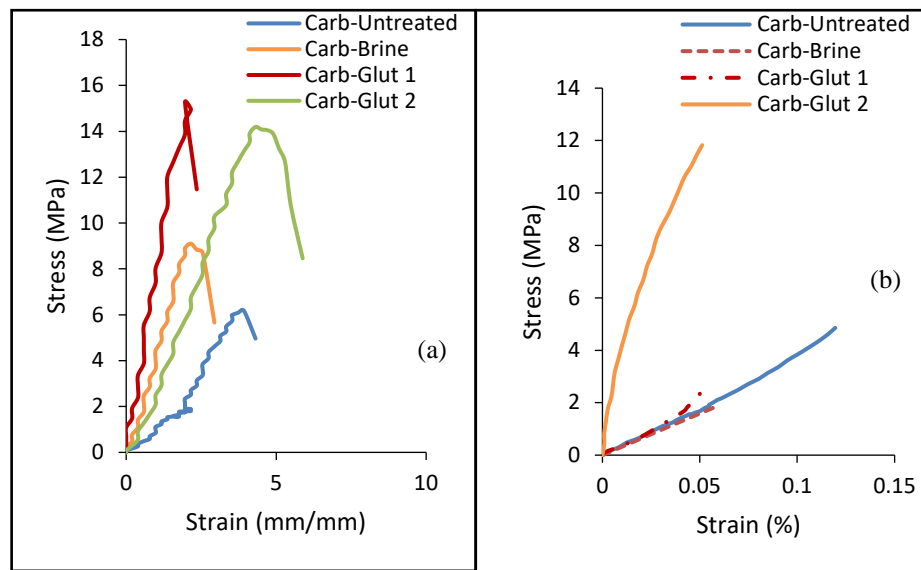 Carb-Untreated
Carb-Brine
Carb-Glut 1
Carb-Glut 2
18
16
14
12
10
8
6
4
2
0
Stress (MPa)
0
5
10
Strain (mm/mm)
(a)
Carb-Untreated
Carb-Brine
Carb-Glut 1
Carb-Glut 2
14
12
10
8
6
4
2
0
Stress (MPa)
0
0.05
0.1
0.15
Strain (%)
(b)